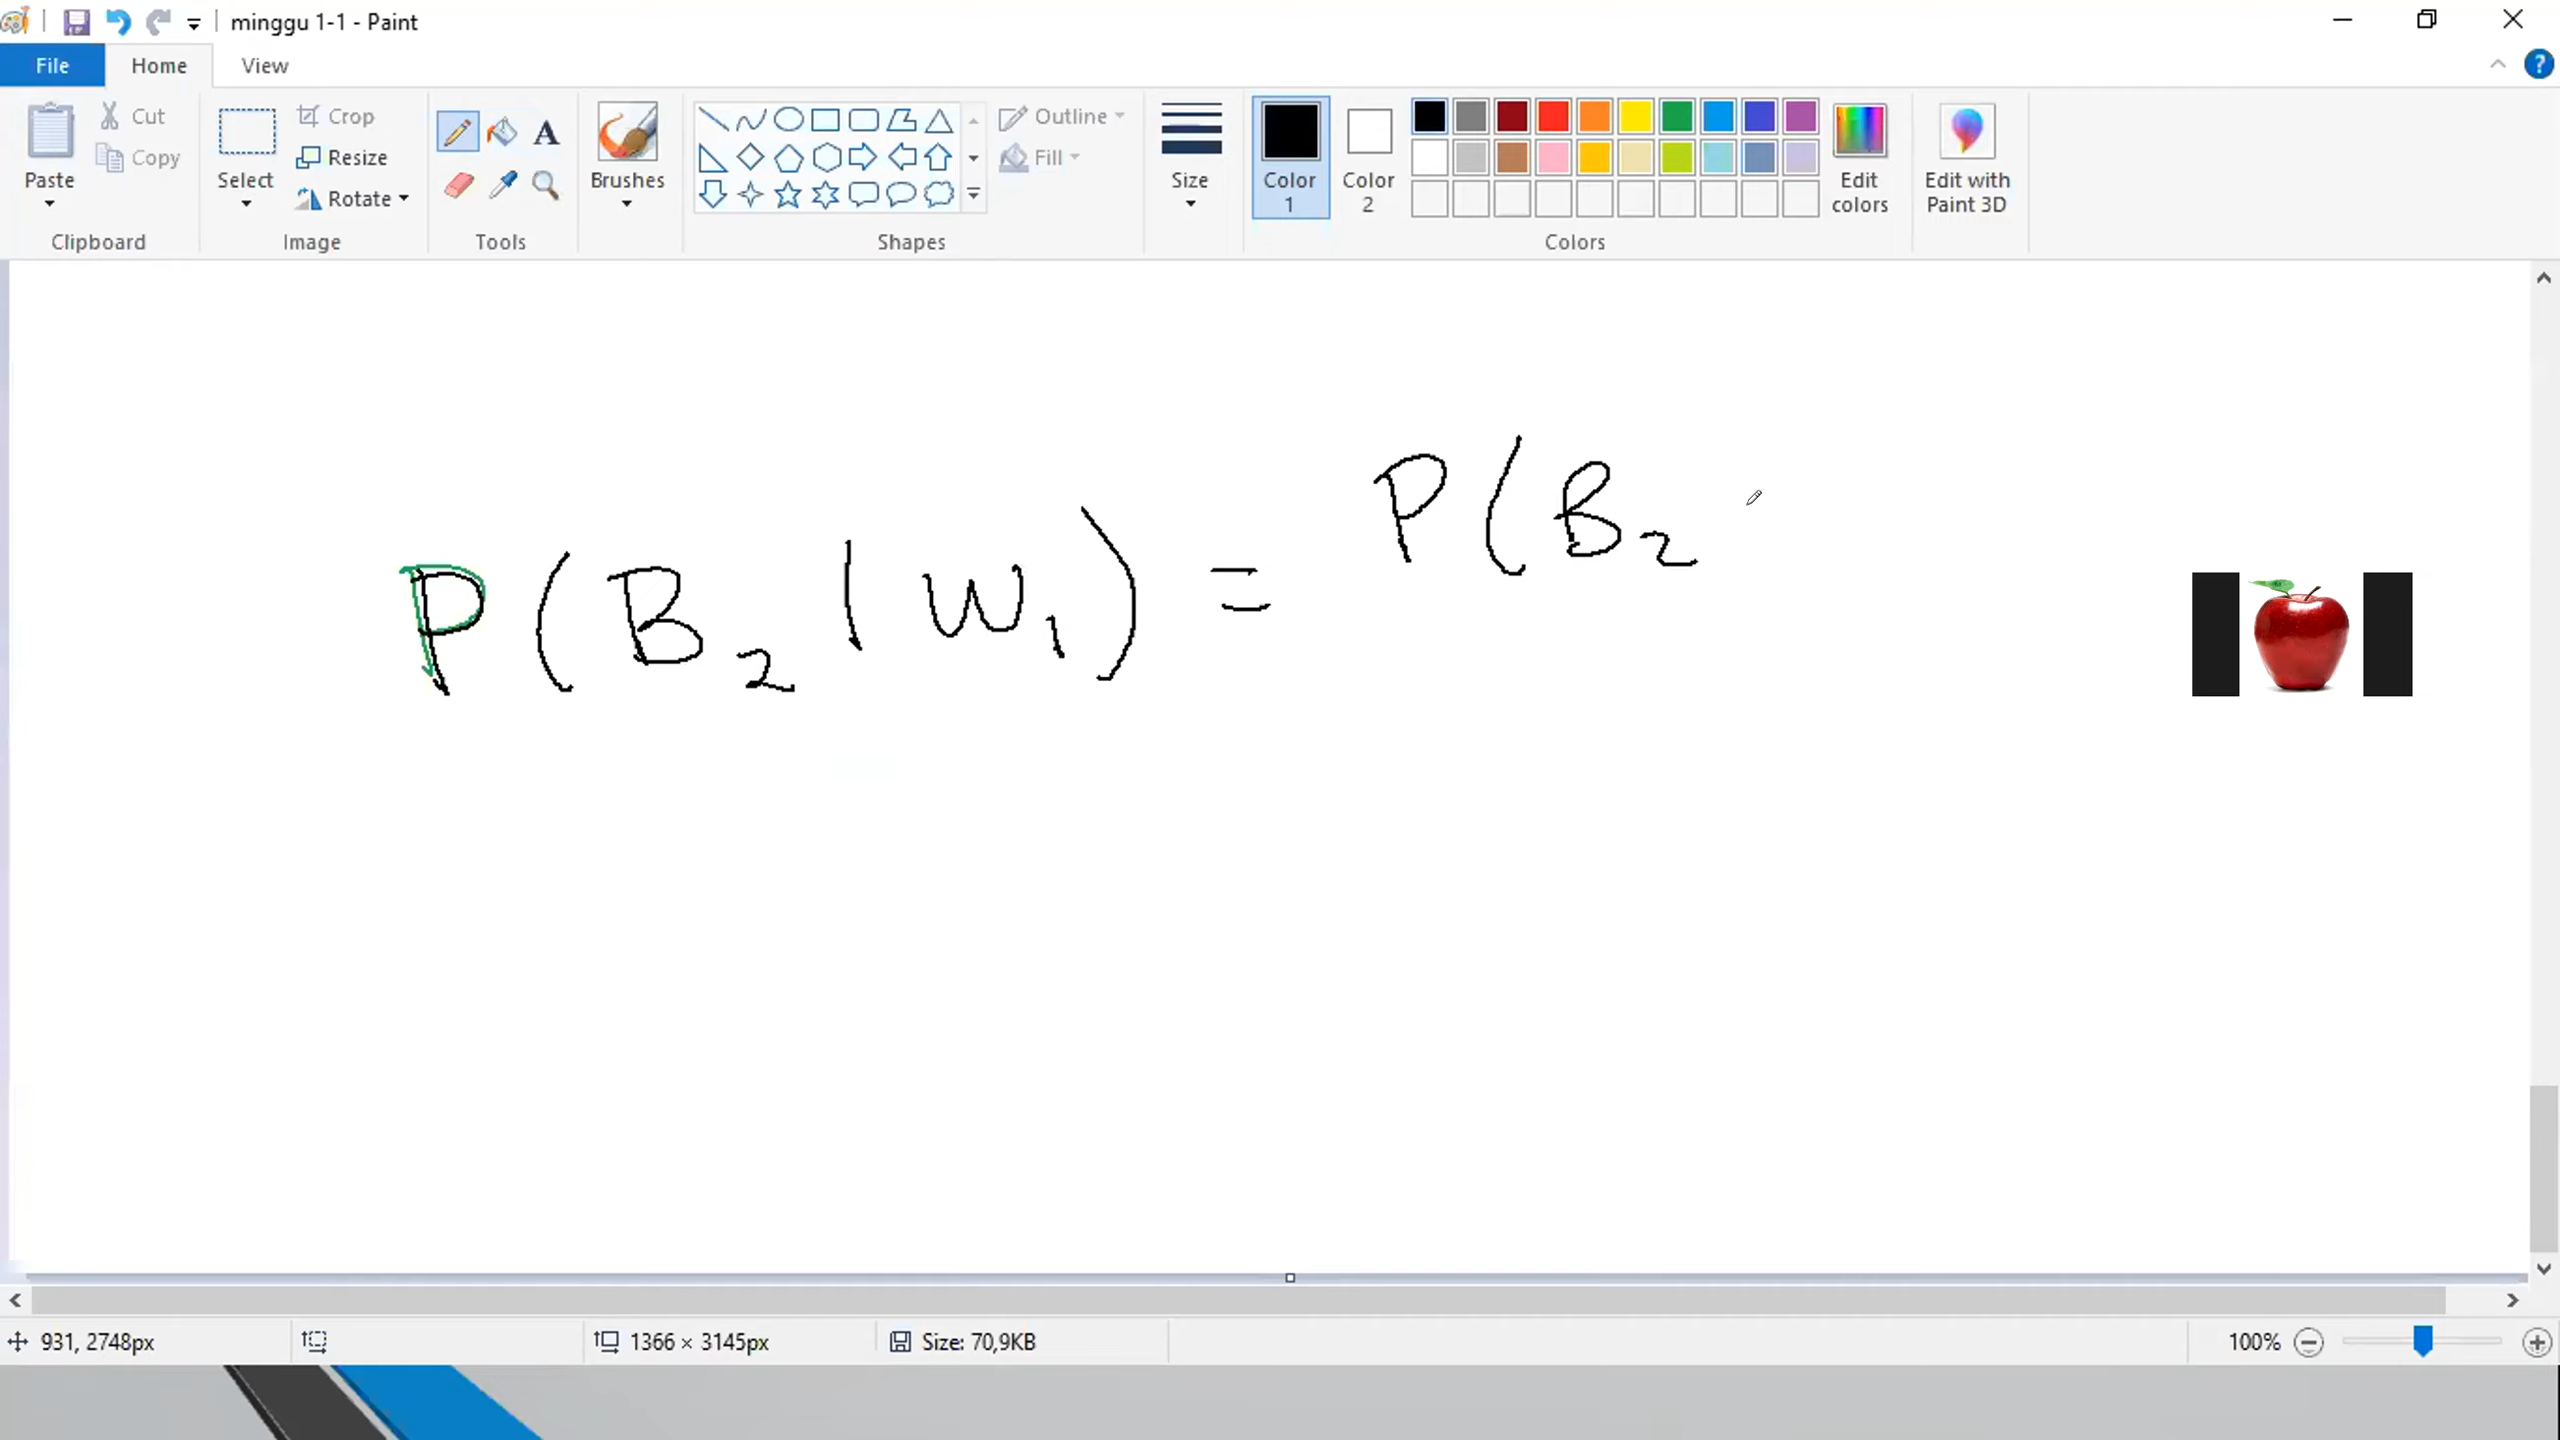 minggu 1-1 - Paint
File Home View
Paste Cut Copy Clipboard
Select Crop Resize Rotate Image
A Tools
Brushes
Outline Fill Shapes
Size
Color 1 Color 2 Edit colors Colors
Edit with Paint 3D
?
P(B₂
P(B₂|W₁) =
931, 2748px 1366 × 3145px Size: 70,9KB 100%